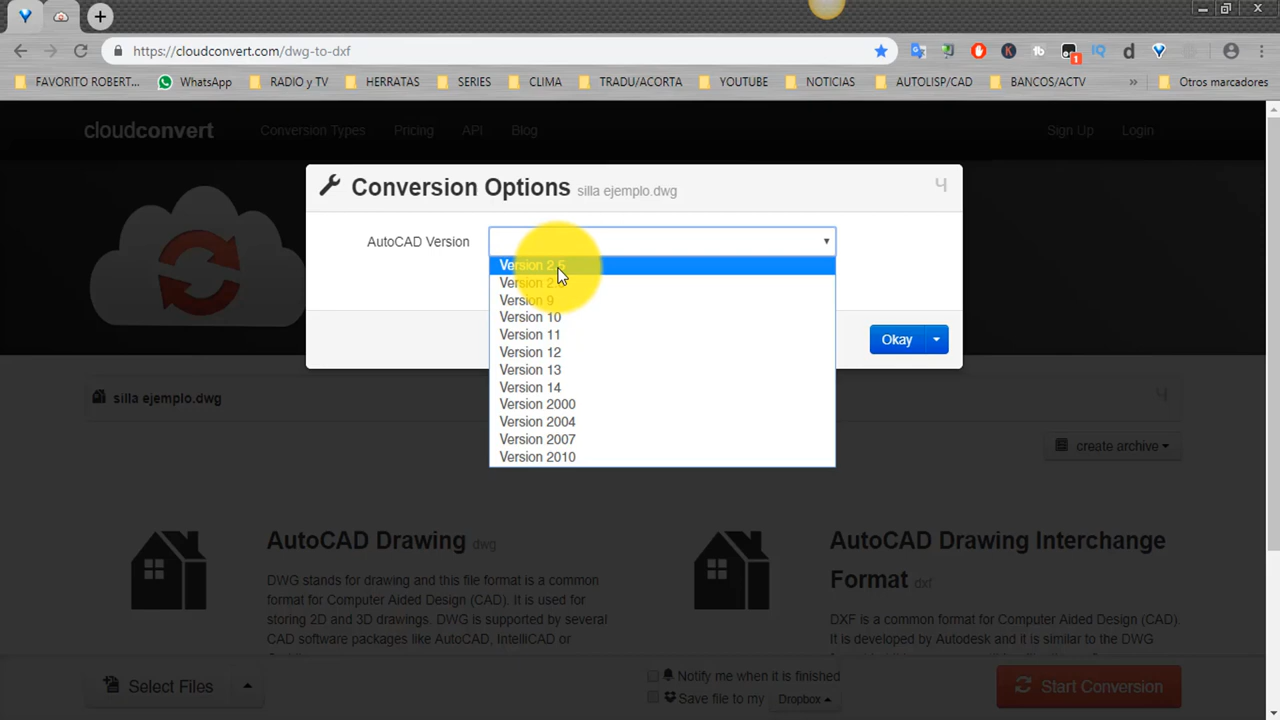 https://cloudconvert.com/dwg-to-dxf
FAVORITO ROBERT...
WhatsApp
RADIO y TV
HERRATAS
SERIES
CLIMA
TRADU/ACORTA
YOUTUBE
NOTICIAS
AUTOLISP/CAD
BANCOS/ACTV
»
Otros marcadores
cloudconvert
Conversion Types
Pricing
API
Blog
Sign Up
Login
Conversion Options silla ejemplo.dwg
AutoCAD Version
Version 2.5
Version 2.
Version 9
Version 10
Version 11
Version 12
Version 13
Version 14
Version 2000
Version 2004
Version 2007
Version 2010
Okay
silla ejemplo.dwg
create archive
AutoCAD Drawing dwg
DWG stands for drawing and this file format is a common
format for Computer Aided Design (CAD). It is used for
storing 2D and 3D drawings. DWG is supported by several
CAD software packages like AutoCAD, IntelliCAD or
AutoCAD Drawing Interchange
Format dxf
DXF is a common format for Computer Aided Design (CAD).
It is developed by Autodesk and it is similar to the DWG
Select Files
Notify me when it is finished
Save file to my Dropbox
Start Conversion